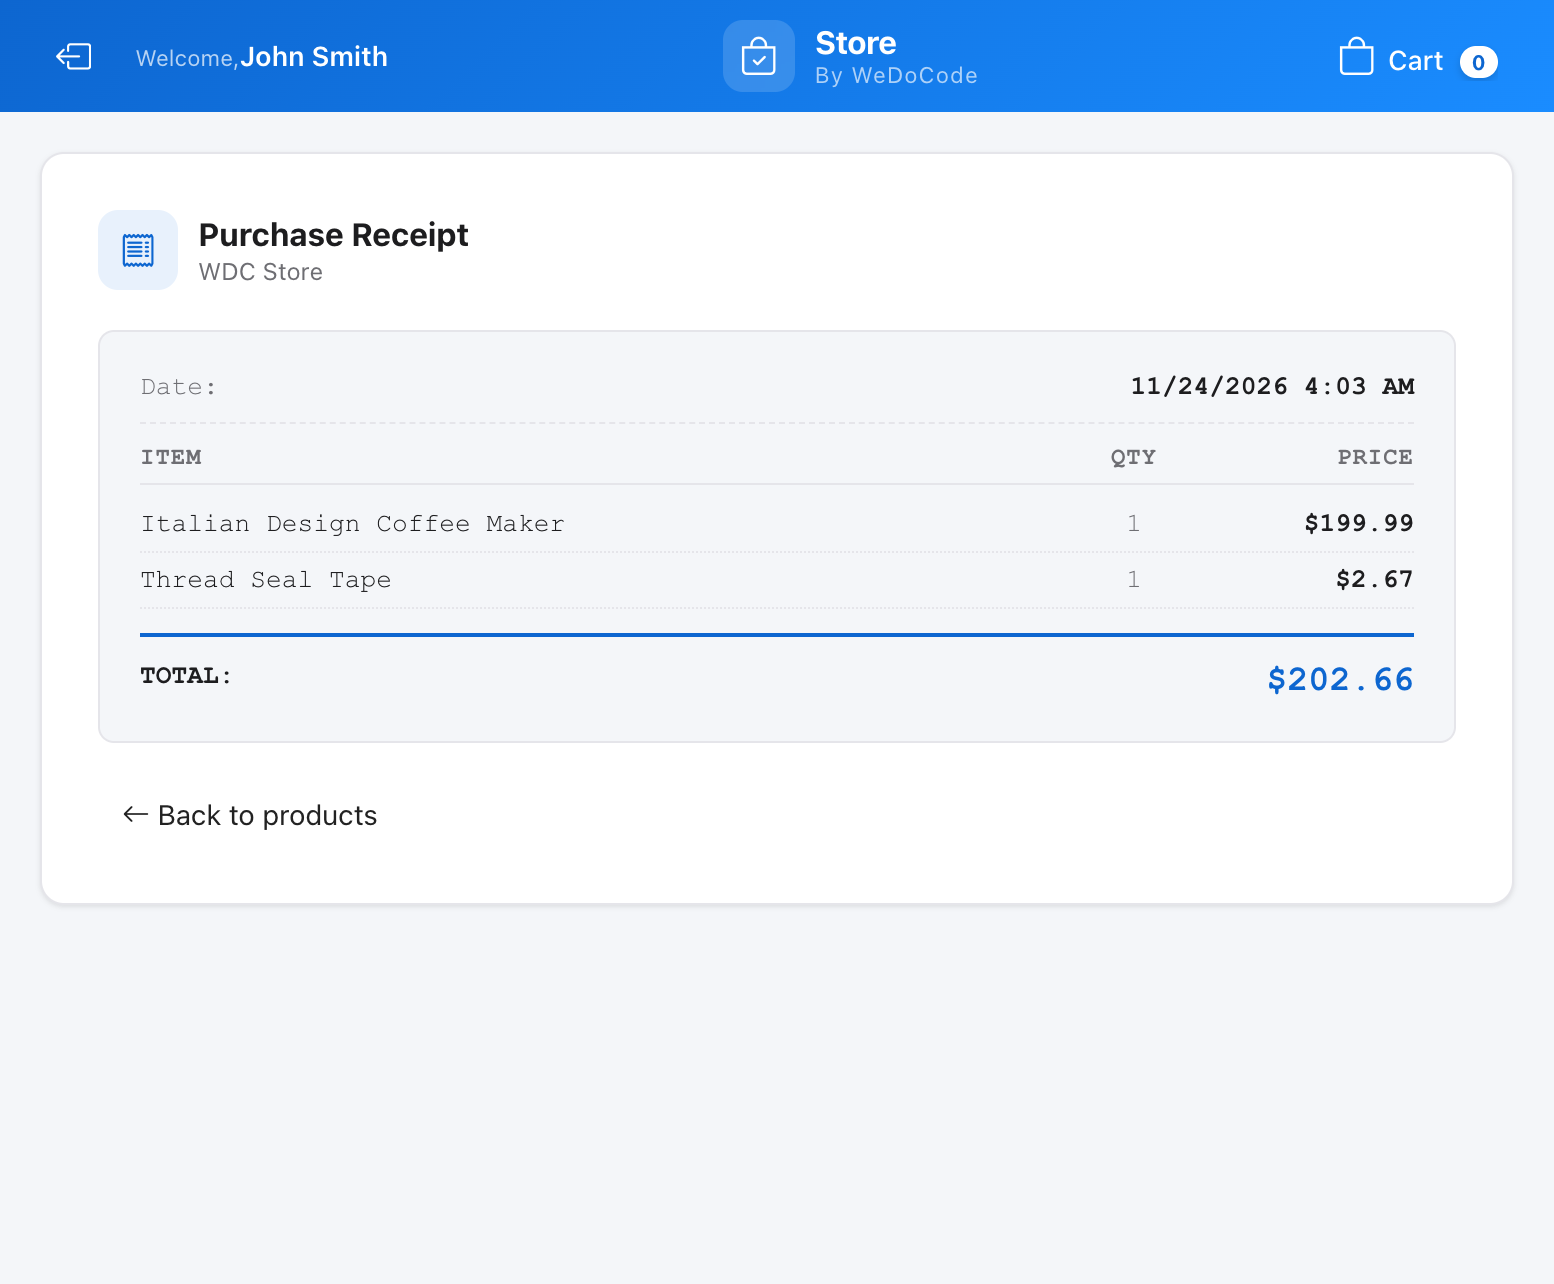 Welcome,John Smith
Store
By WeDoCode
Cart 0
Purchase Receipt
WDC Store
Date: 11/24/2026 4:03 AM
ITEM QTY PRICE
Italian Design Coffee Maker 1 $199.99
Thread Seal Tape 1 $2.67
TOTAL: $202.66
← Back to products